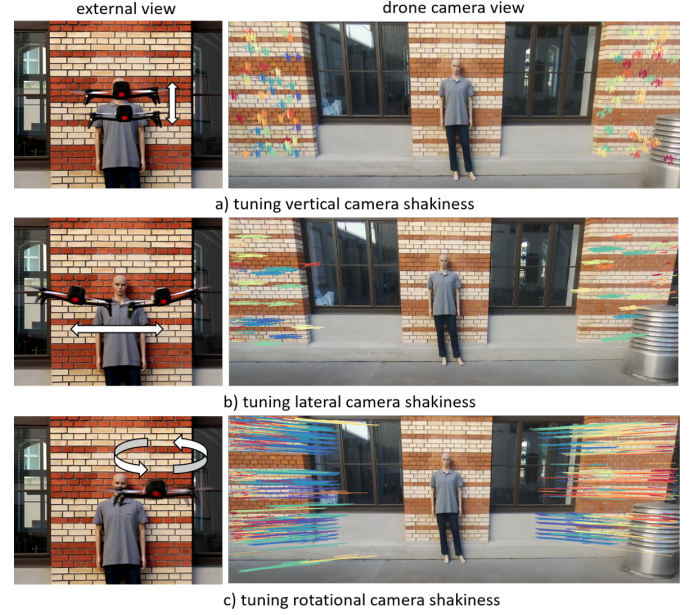 external view
drone camera view
a) tuning vertical camera shakiness
b) tuning lateral camera shakiness
c) tuning rotational camera shakiness